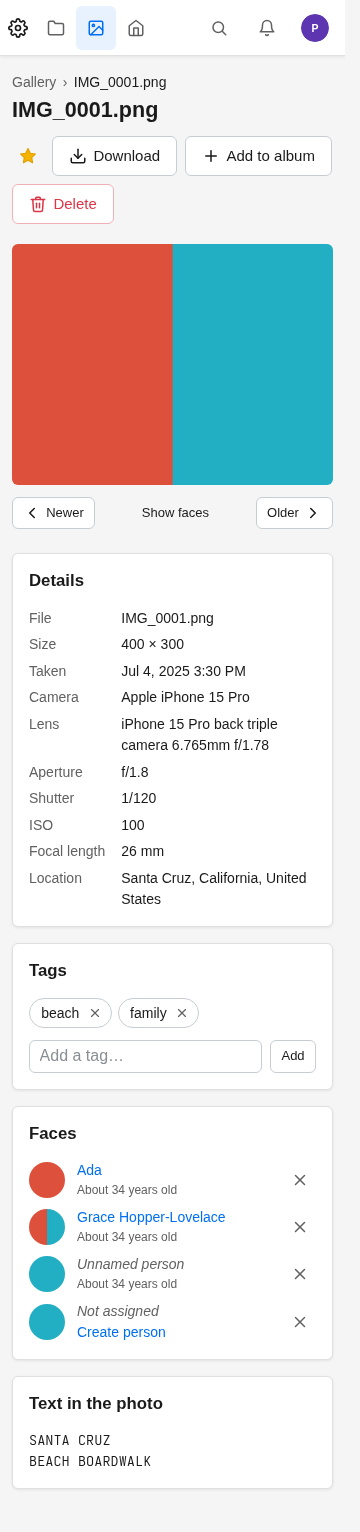 P
Gallery › IMG_0001.png
IMG_0001.png
Download
Add to album
Delete
Newer
Show faces
Older
Details
File IMG_0001.png
Size 400 × 300
Taken Jul 4, 2025 3:30 PM
Camera Apple iPhone 15 Pro
Lens iPhone 15 Pro back triple
camera 6.765mm f/1.78
Aperture f/1.8
Shutter 1/120
ISO 100
Focal length 26 mm
Location Santa Cruz, California, United
States
Tags
beach
family
Add a tag…
Add
Faces
Ada
About 34 years old
Grace Hopper-Lovelace
About 34 years old
Unnamed person
About 34 years old
Not assigned
Create person
Text in the photo
SANTA CRUZ
BEACH BOARDWALK